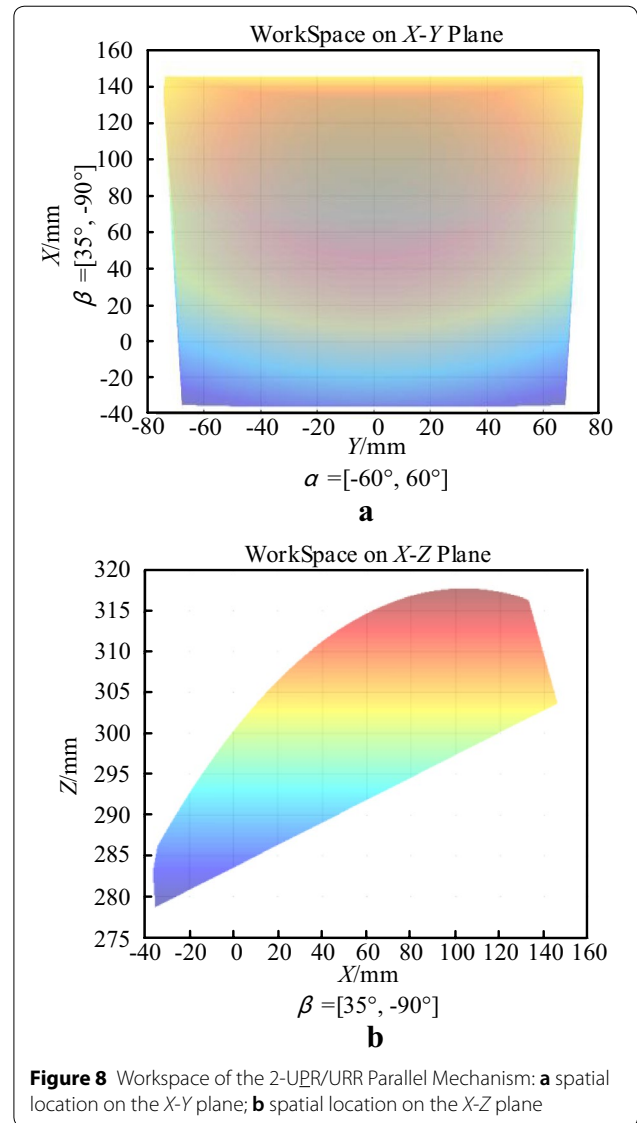 WorkSpace on X-Y Plane
160
140
120
100
80
60
40
20
0
-20
-40
X/mm
β =[35°, -90°]
-80 -60 -40 -20 0 20 40 60 80
Y/mm
α =[-60°, 60°]
a
WorkSpace on X-Z Plane
320
315
310
305
300
295
290
285
280
275
Z/mm
-40 -20 0 20 40 60 80 100 120 140 160
X/mm
β =[35°, -90°]
b
Figure 8 Workspace of the 2-UPR/URR Parallel Mechanism: a spatial
location on the X-Y plane; b spatial location on the X-Z plane